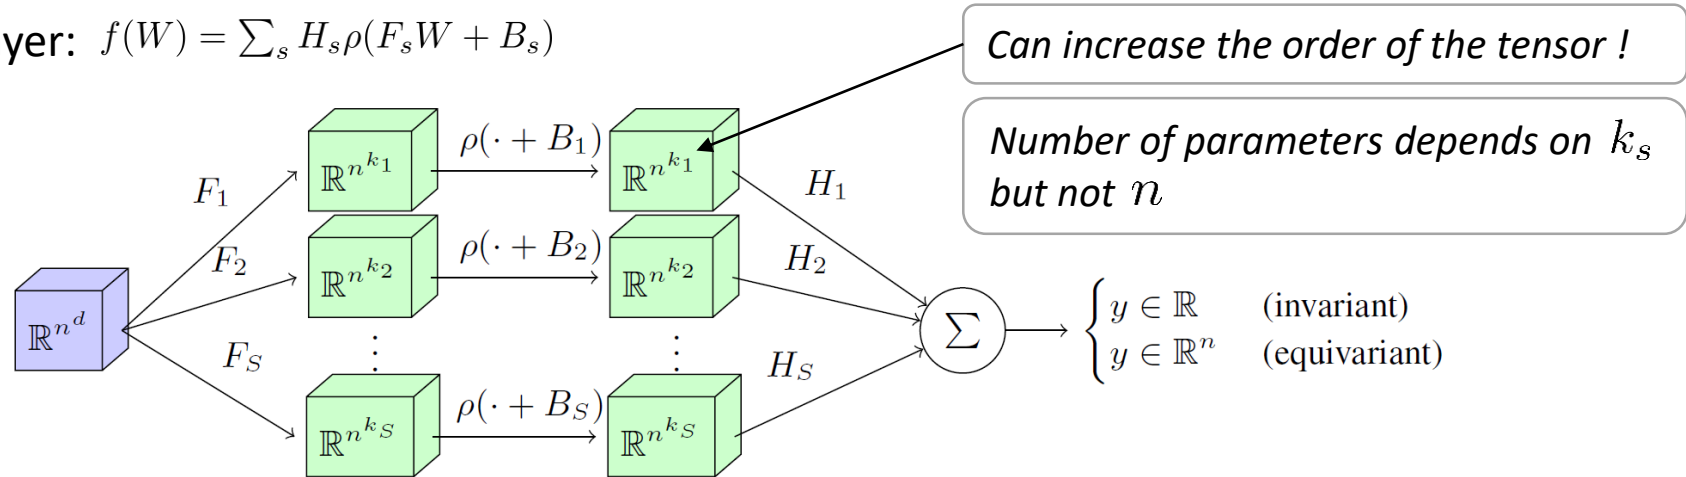 yer: f(W) = ∑_s H_s ρ(F_s W + B_s)
Can increase the order of the tensor !
Number of parameters depends on k_s
but not n
ρ(· + B_1)
ℝ^{n^{k_1}}
ℝ^{n^{k_1}}
F_1
H_1
ρ(· + B_2)
F_2
ℝ^{n^{k_2}}
ℝ^{n^{k_2}}
H_2
ℝ^{n^d}
⋮
⋮
∑
{ y ∈ ℝ (invariant)
y ∈ ℝ^n (equivariant)
F_S
H_S
ρ(· + B_S)
ℝ^{n^{k_S}}
ℝ^{n^{k_S}}